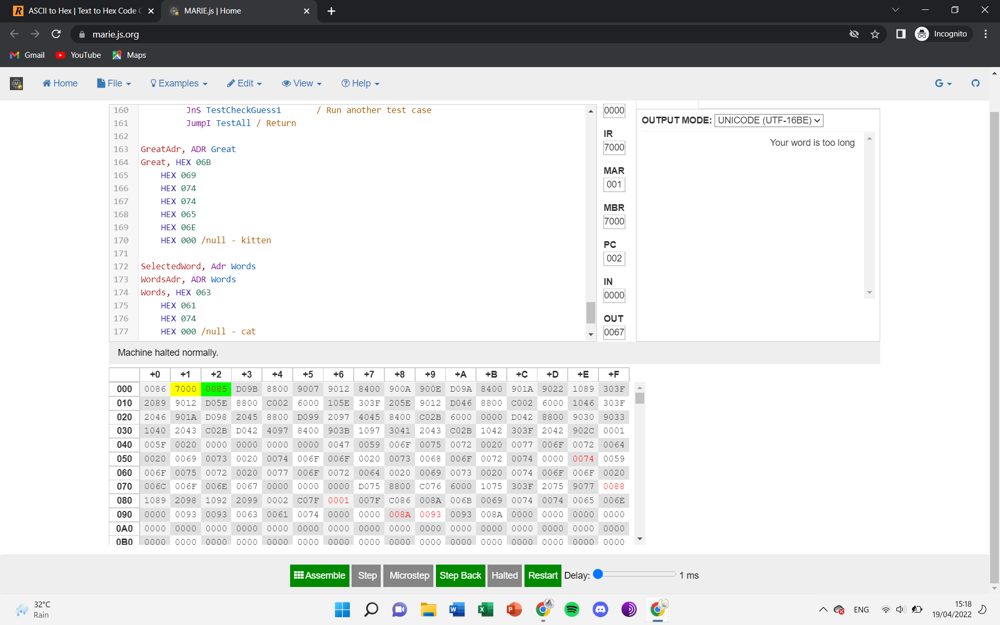 ASCII to Hex | Text to Hex Code C
MARIE.js | Home
marie.js.org
Incognito
Gmail
YouTube
Maps
Home
File
Examples
Edit
View
Help
160 JnS TestCheckGuess1 / Run another test case
161 JumpI TestAll / Return
162
163 GreatAdr, ADR Great
164 Great, HEX 06B
165 HEX 069
166 HEX 074
167 HEX 074
168 HEX 065
169 HEX 06E
170 HEX 000 /null - kitten
171
172 SelectedWord, Adr Words
173 WordsAdr, ADR Words
174 Words, HEX 063
175 HEX 061
176 HEX 074
177 HEX 000 /null - cat
0000
IR
7000
MAR
001
MBR
7000
PC
002
IN
0000
OUT
0067
OUTPUT MODE: UNICODE (UTF-16BE)
Your word is too long
Machine halted normally.
+0 +1 +2 +3 +4 +5 +6 +7 +8 +9 +A +B +C +D +E +F
000 0086 7000 0085 D09B 8800 9007 9012 8400 900A 900E D09A 8400 901A 9022 1089 303F
010 2089 9012 D05E 8800 C002 6000 105E 303F 205E 9012 D046 8800 C002 6000 1046 303F
020 2046 901A D098 2045 8800 D099 2097 4045 8400 C02B 6000 0000 D042 8800 9030 9033
030 1040 2043 C02B D042 4097 8400 903B 1097 3041 2043 C02B 1042 303F 2042 902C 0001
040 005F 0020 0000 0000 0000 0000 0047 0059 006F 0075 0072 0020 0077 006F 0072 0064
050 0020 0069 0073 0020 0074 006F 006F 0020 0073 0068 006F 0072 0074 0000 0074 0059
060 006F 0075 0072 0020 0077 006F 0072 0064 0020 0069 0073 0020 0074 006F 006F 0020
070 006C 006F 006E 0067 0000 0000 0000 D075 8800 C076 6000 1075 303F 2075 9077 0088
080 1089 2098 1092 2099 0002 C07F 0001 007F C086 008A 006B 0069 0074 0074 0065 006E
090 0000 0093 0093 0063 0061 0074 0000 0000 008A 0093 0093 008A 0000 0000 0000 0000
0A0 0000 0000 0000 0000 0000 0000 0000 0000 0000 0000 0000 0000 0000 0000 0000 0000
0B0 0000 0000 0000 0000 0000 0000 0000 0000 0000 0000 0000 0000 0000 0000 0000 0000
Assemble
Step
Microstep
Step Back
Halted
Restart
Delay:
1 ms
32°C
Rain
ENG
15:18
19/04/2022